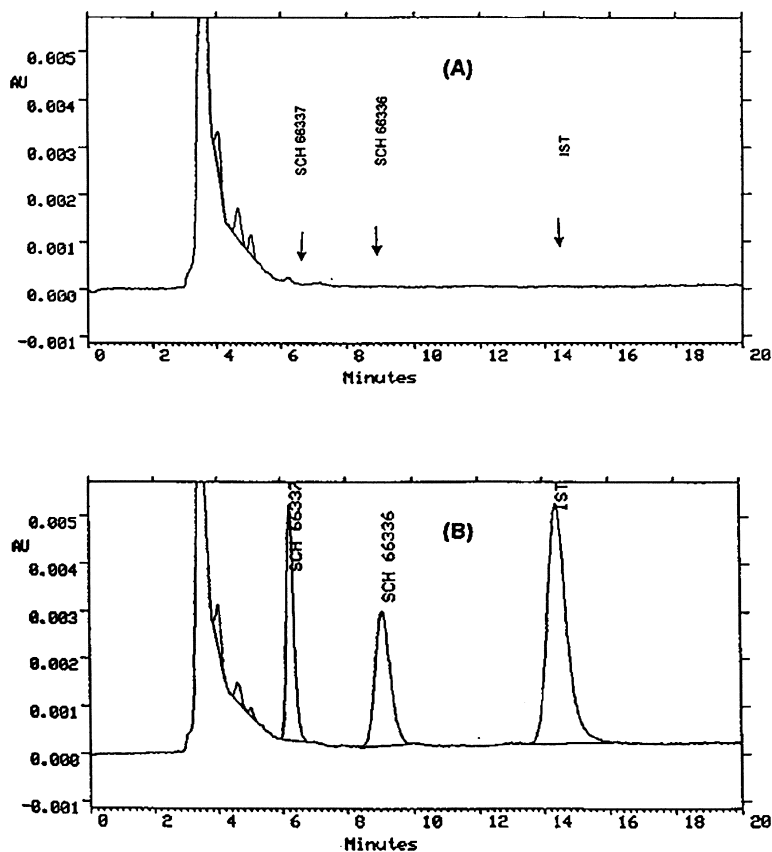 0.005
(A)
AU
0.004
SCH 66337
SCH 66336
IST
0.003
0.002
0.001
0.000
-0.001
0 2 4 6 8 10 12 14 16 18 20
Minutes
SCH 66337
IST
0.005
(B)
AU
SCH 66336
0.004
0.003
0.002
0.001
0.000
-0.001
0 2 4 6 8 10 12 14 16 18 20
Minutes